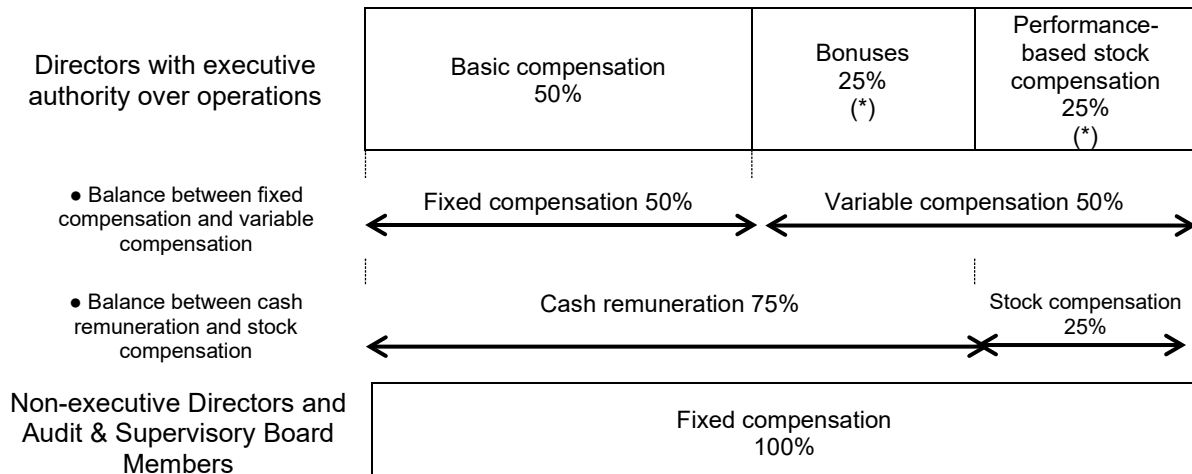 Directors with executive
authority over operations
Basic compensation
50%
Bonuses
25%
(*)
Performance-
based stock
compensation
25%
(*)
● Balance between fixed
compensation and variable
compensation
Fixed compensation 50%
Variable compensation 50%
● Balance between cash
remuneration and stock
compensation
Cash remuneration 75%
Stock compensation
25%
Non-executive Directors and
Audit & Supervisory Board
Members
Fixed compensation
100%